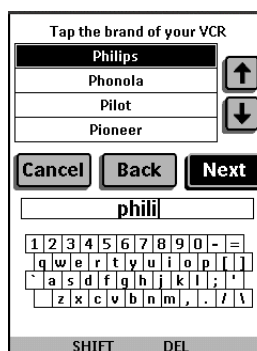 Tap the brand of your VCR
Philips
Phonola
Pilot
Pioneer
Cancel Back Next
phili
1 2 3 4 5 6 7 8 9 0 - =
q w e r t y u i o p [ ]
` a s d f g h j k l ; '
z x c v b n m , . / \
SHIFT DEL